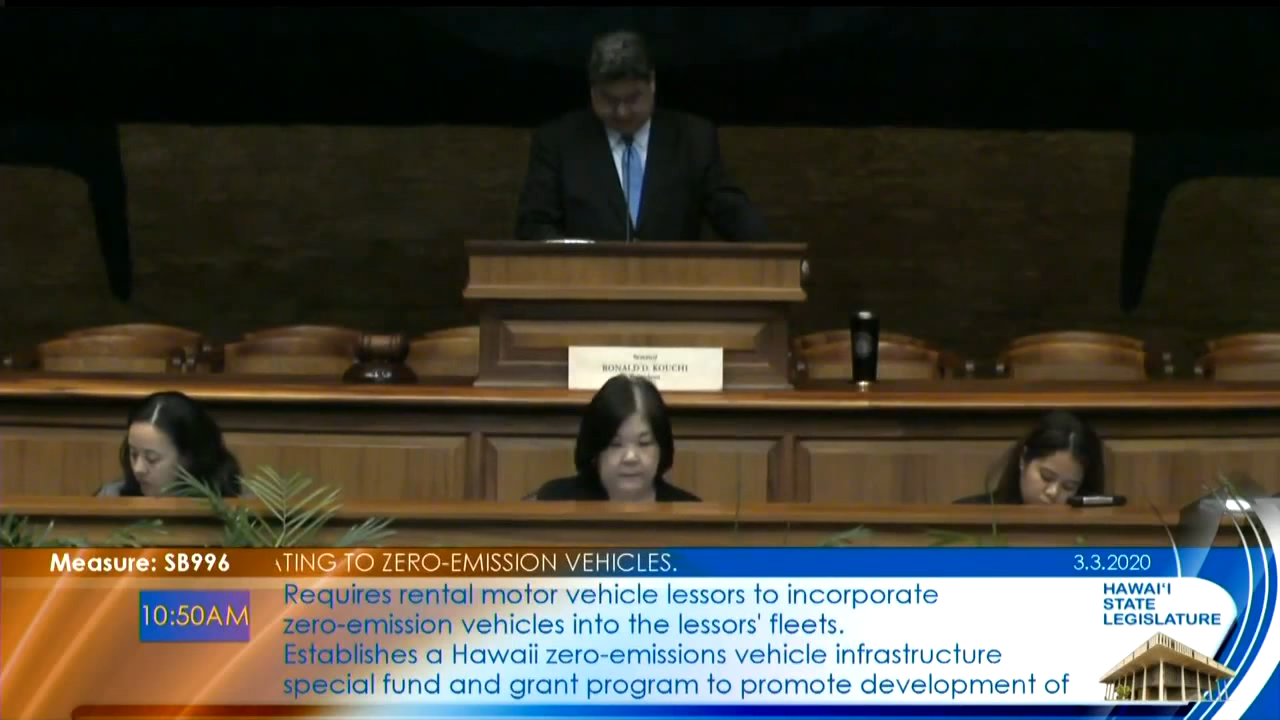 Senator
RONALD D. KOUCHI
Measure: SB996
ATING TO ZERO-EMISSION VEHICLES.
3.3.2020
10:50AM
Requires rental motor vehicle lessors to incorporate
zero-emission vehicles into the lessors' fleets.
Establishes a Hawaii zero-emissions vehicle infrastructure
special fund and grant program to promote development of
HAWAIʻI
STATE
LEGISLATURE